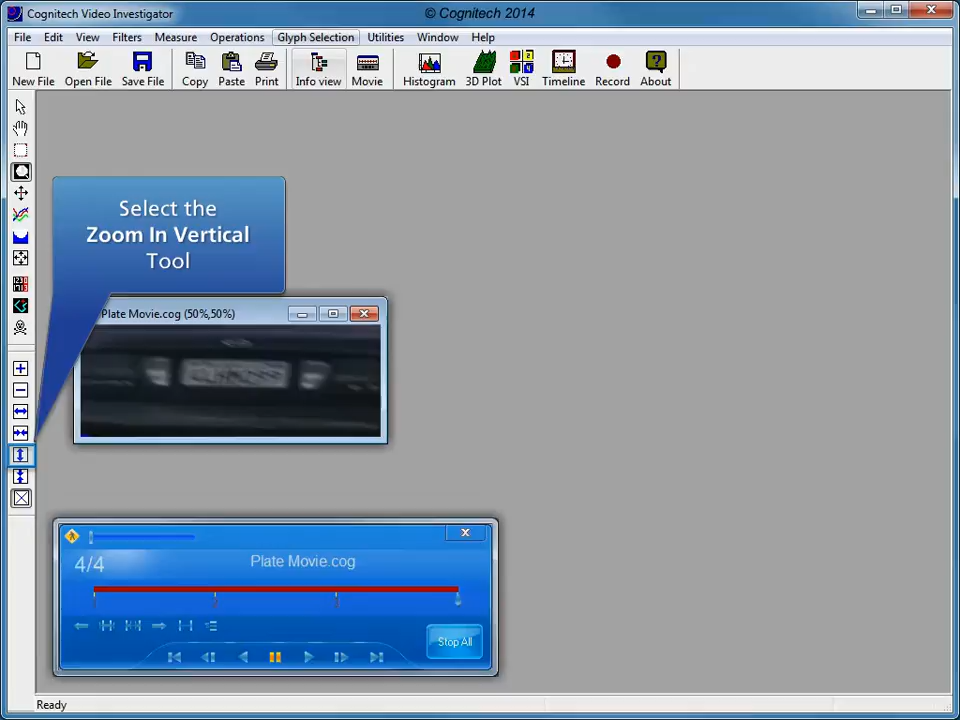 Cognitech Video Investigator
© Cognitech 2014
File Edit View Filters Measure Operations Glyph Selection Utilities Window Help
New File Open File Save File Copy Paste Print Info view Movie Histogram 3D Plot VSI Timeline Record About
Select the
Zoom In Vertical
Tool
Plate Movie.cog (50%,50%)
4/4
Plate Movie.cog
Stop All
Ready